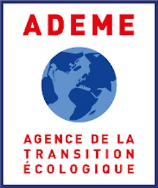 ADEME
AGENCE DE LA
TRANSITION
ÉCOLOGIQUE